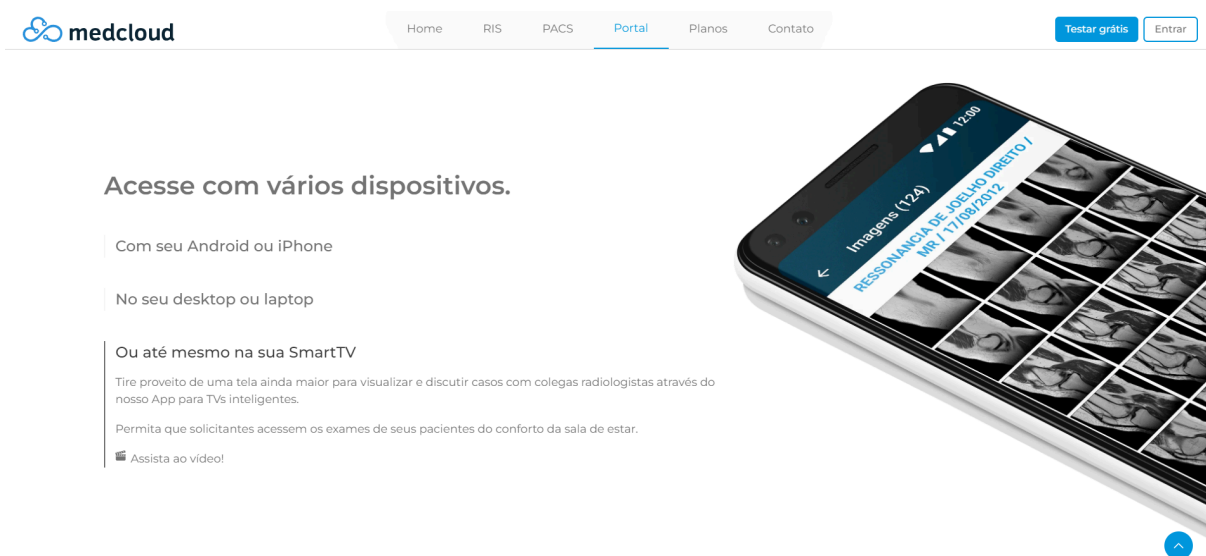 medcloud
Home RIS PACS Portal Planos Contato
Testar grátis Entrar
Acesse com vários dispositivos.
Com seu Android ou iPhone
No seu desktop ou laptop
Ou até mesmo na sua SmartTV
Tire proveito de uma tela ainda maior para visualizar e discutir casos com colegas radiologistas através do
nosso App para TVs inteligentes.
Permita que solicitantes acessem os exames de seus pacientes do conforto da sala de estar.
Assista ao vídeo!
12:00
Imagens (124)
RESSONANCIA DE JOELHO DIREITO /
MR / 17/08/2012